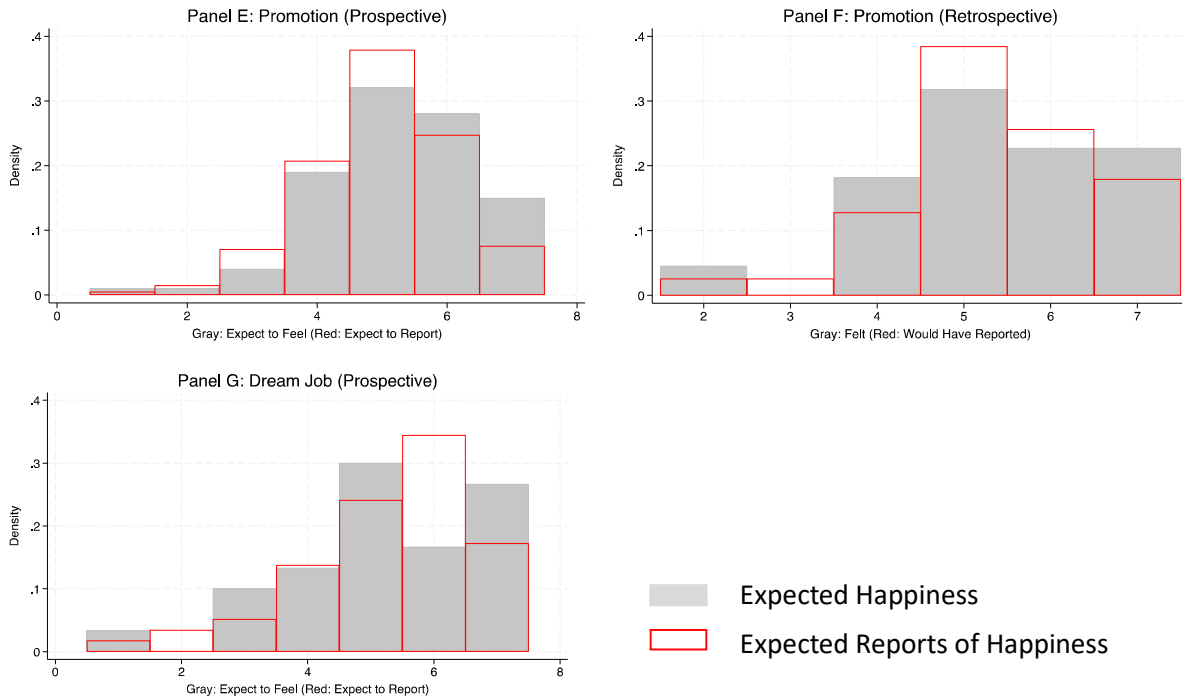 Panel E: Promotion (Prospective)
.4
.3
.2
.1
0
Density
0 2 4 6 8
Gray: Expect to Feel (Red: Expect to Report)
Panel F: Promotion (Retrospective)
.4
.3
.2
.1
0
Density
2 3 4 5 6 7
Gray: Felt (Red: Would Have Reported)
Panel G: Dream Job (Prospective)
.4
.3
.2
.1
0
Density
0 2 4 6 8
Gray: Expect to Feel (Red: Expect to Report)
Expected Happiness
Expected Reports of Happiness